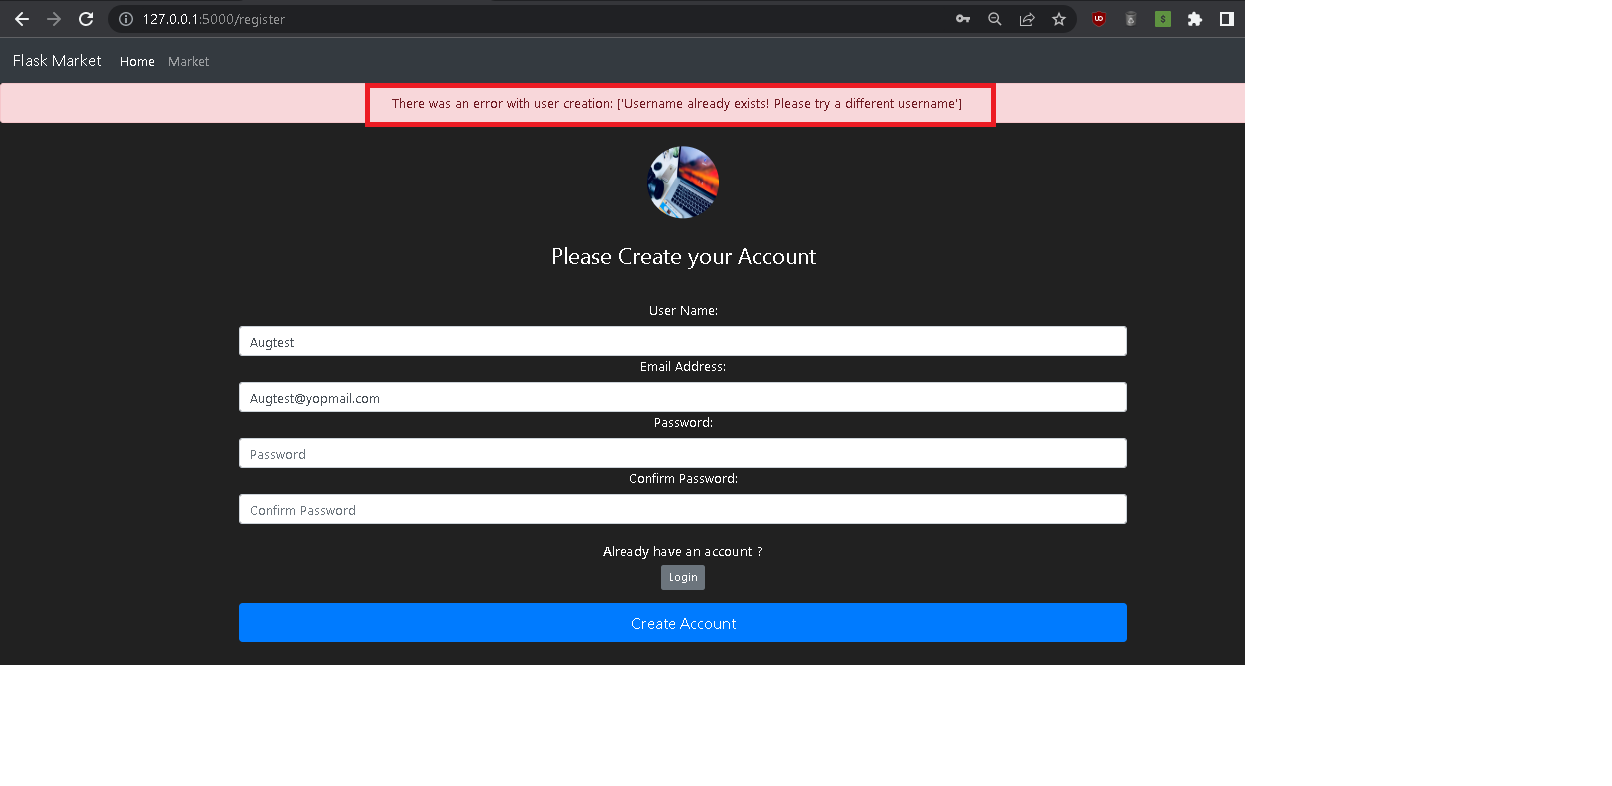 127.0.0.1:5000/register
Flask Market Home Market
There was an error with user creation: ['Username already exists! Please try a different username']
Please Create your Account
User Name:
Augtest
Email Address:
Augtest@yopmail.com
Password:
Password
Confirm Password:
Confirm Password
Already have an account ?
Login
Create Account